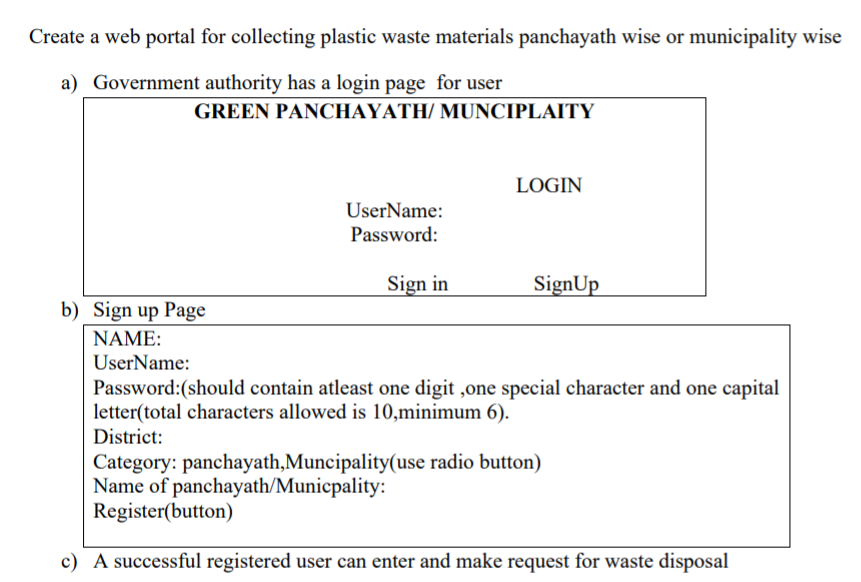 Create a web portal for collecting plastic waste materials panchayath wise or municipality wise
a) Government authority has a login page for user
GREEN PANCHAYATH/ MUNCIPLAITY
LOGIN
UserName:
Password:
Sign in SignUp
b) Sign up Page
NAME:
UserName:
Password:(should contain atleast one digit ,one special character and one capital
letter(total characters allowed is 10,minimum 6).
District:
Category: panchayath,Muncipality(use radio button)
Name of panchayath/Municpality:
Register(button)
c) A successful registered user can enter and make request for waste disposal